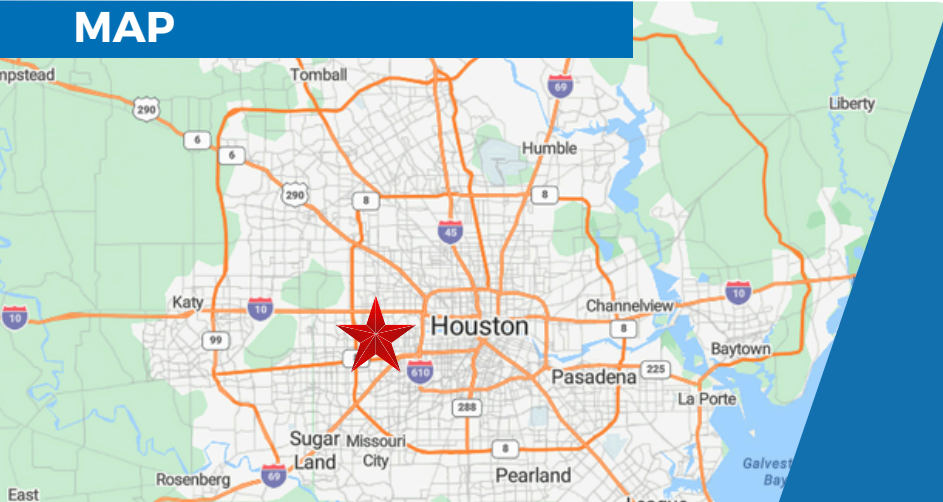 MAP
mpstead
Tomball
69
290
Liberty
6
6
Humble
290
8
8
45
Katy
10
10
10
Channelview
Houston
8
99
Baytown
610
Pasadena
225
La Porte
288
Sugar
Land
Missouri
City
8
Pearland
Galvest
Bay
Rosenberg
69
East